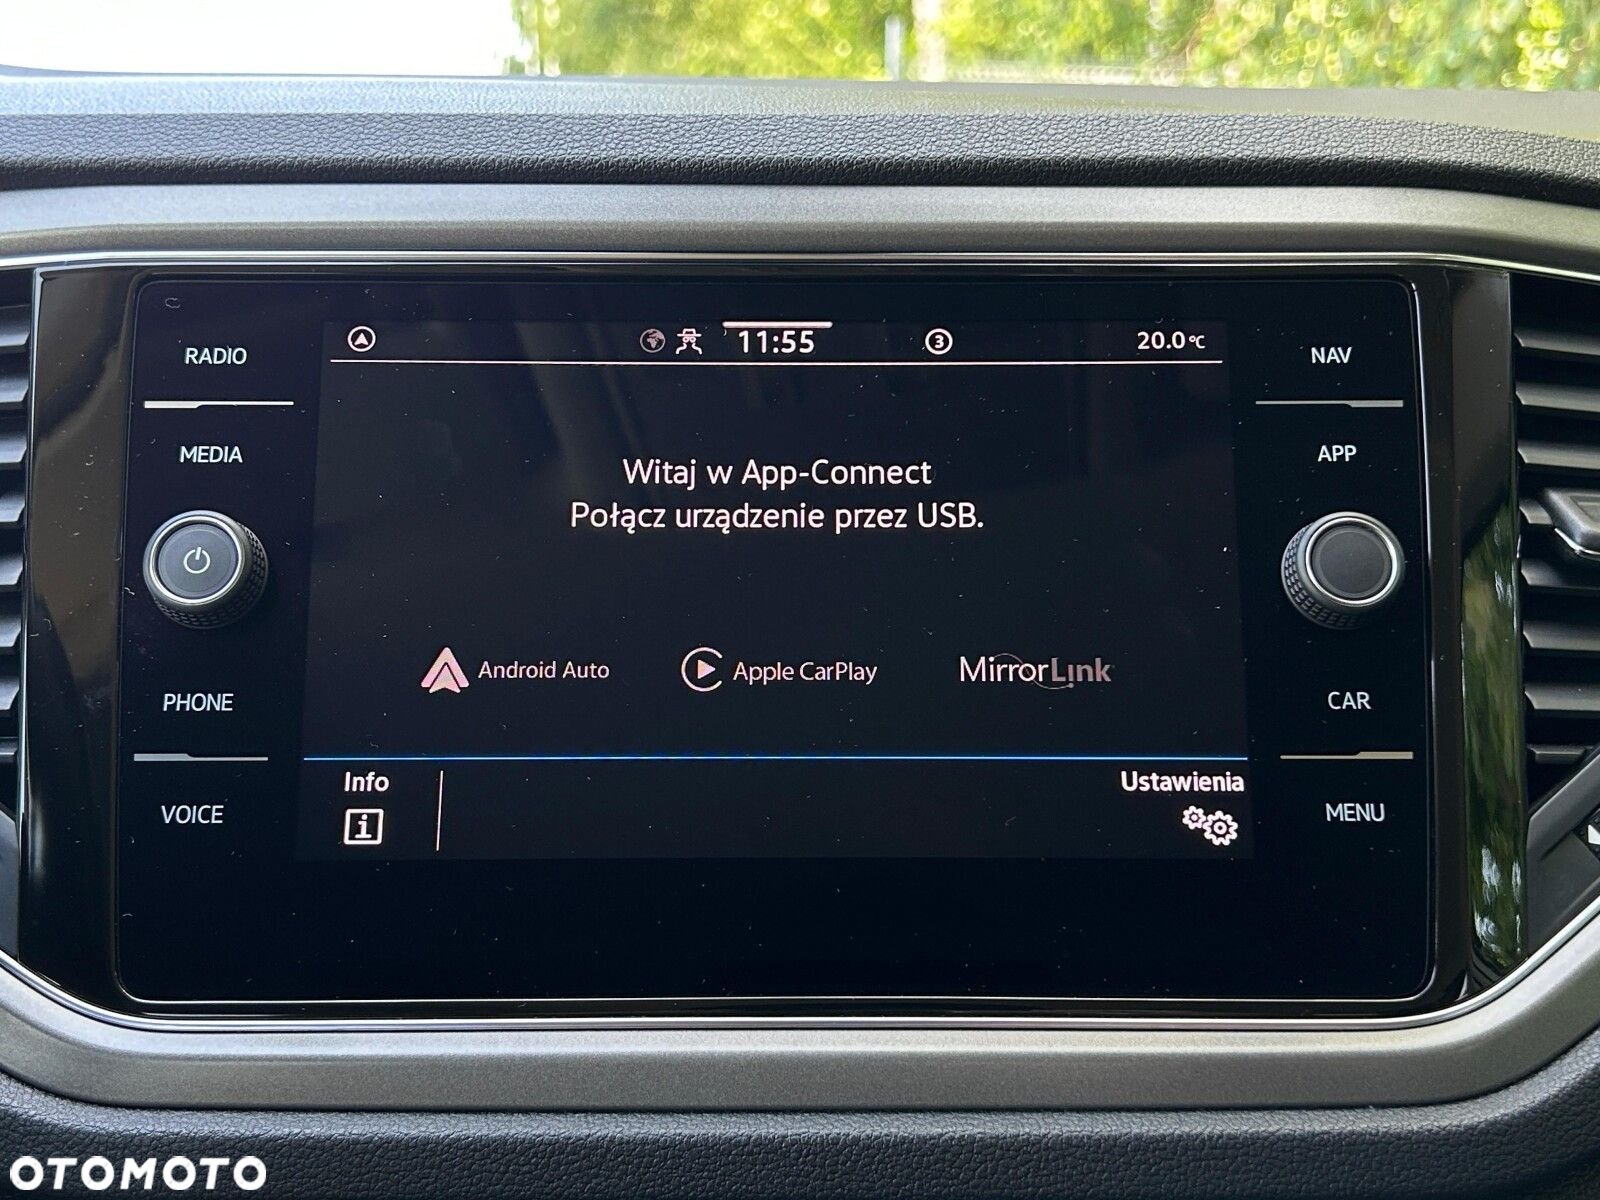 RADIO
MEDIA
PHONE
VOICE
11:55
3
20.0°C
Witaj w App-Connect
Połącz urządzenie przez USB.
Android Auto
Apple CarPlay
MirrorLink
Info
i
Ustawienia
NAV
APP
CAR
MENU
OTOMOTO